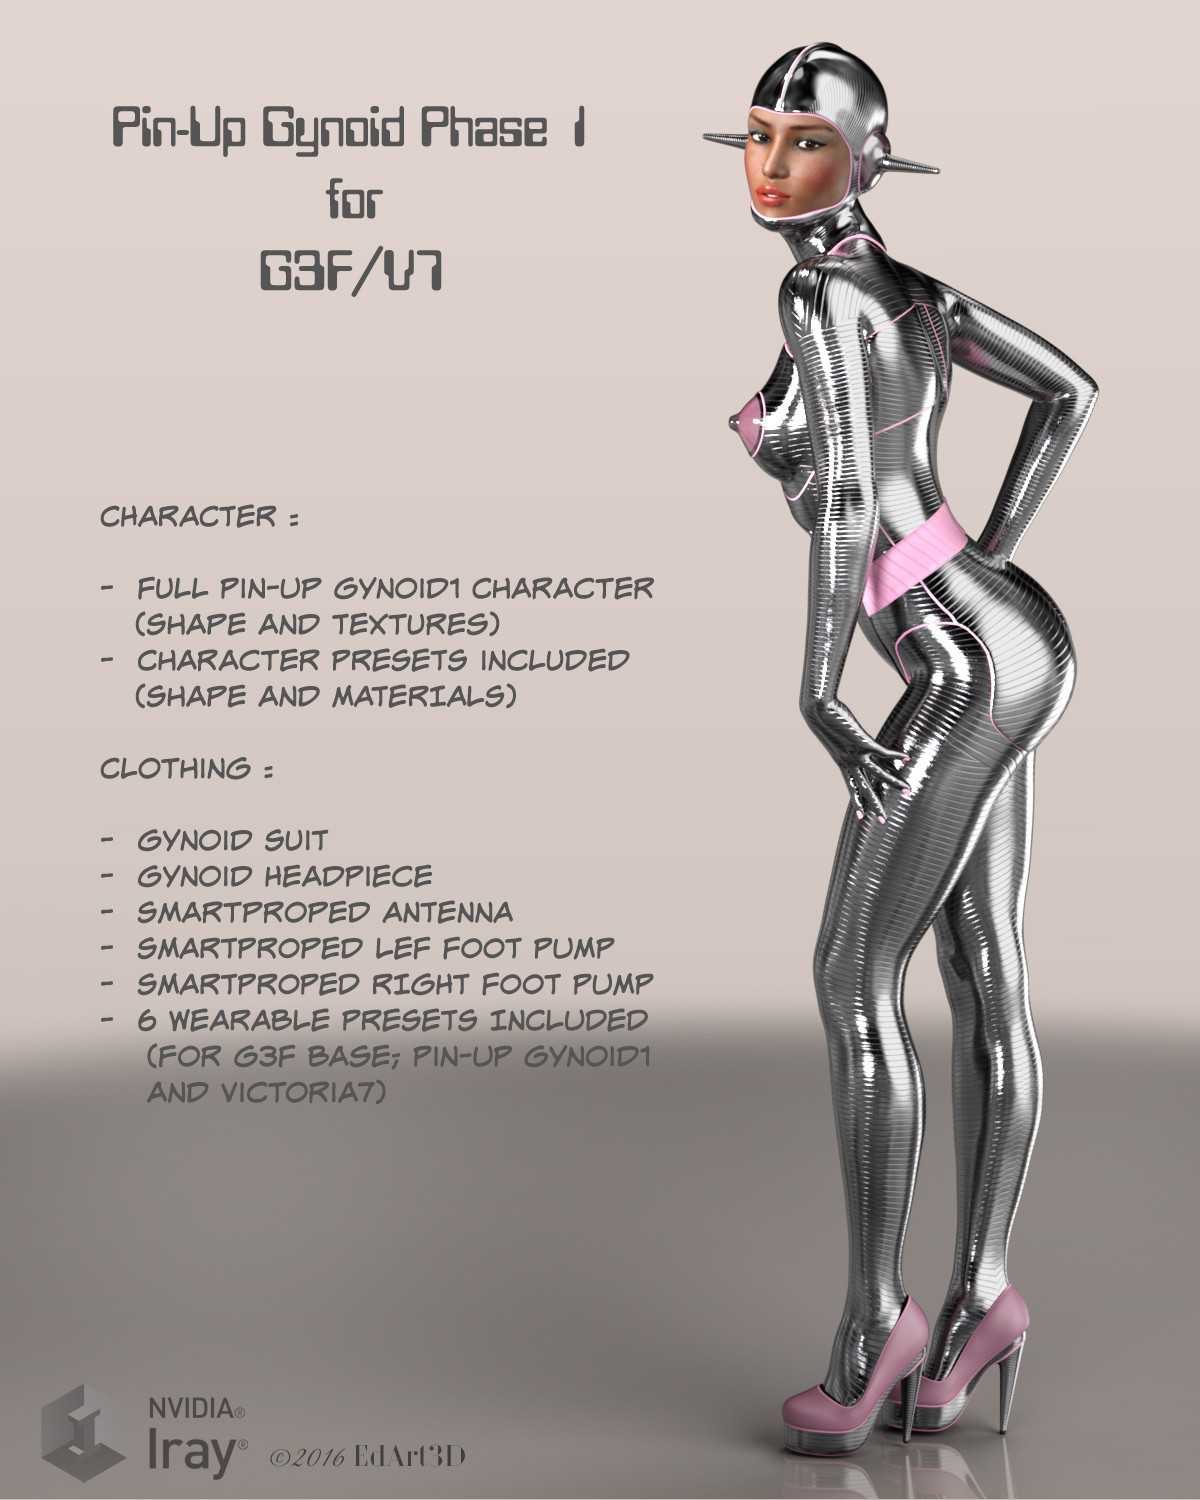 Pin-Up Gynoid Phase 1
for
G3F/V7
CHARACTER :
- FULL PIN-UP GYNOID1 CHARACTER
(SHAPE AND TEXTURES)
- CHARACTER PRESETS INCLUDED
(SHAPE AND MATERIALS)
CLOTHING :
- GYNOID SUIT
- GYNOID HEADPIECE
- SMARTPROPED ANTENNA
- SMARTPROPED LEF FOOT PUMP
- SMARTPROPED RIGHT FOOT PUMP
- 6 WEARABLE PRESETS INCLUDED
(FOR G3F BASE; PIN-UP GYNOID1
AND VICTORIA7)
NVIDIA®
Iray®
©2016 EdArt3D